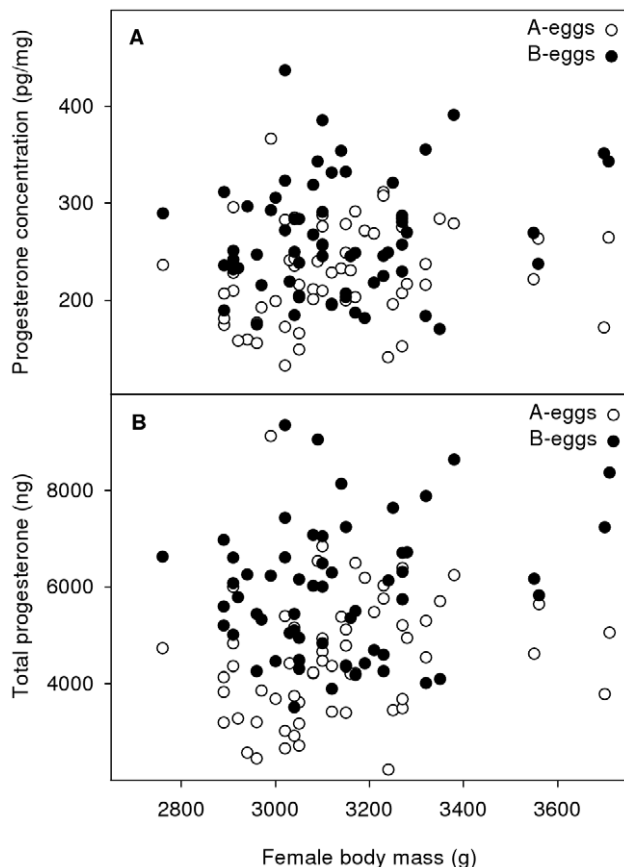 A
A-eggs
B-eggs
Progesterone concentration (pg/mg)
400
300
200
B
A-eggs
B-eggs
Total progesterone (ng)
8000
6000
4000
2800 3000 3200 3400 3600
Female body mass (g)